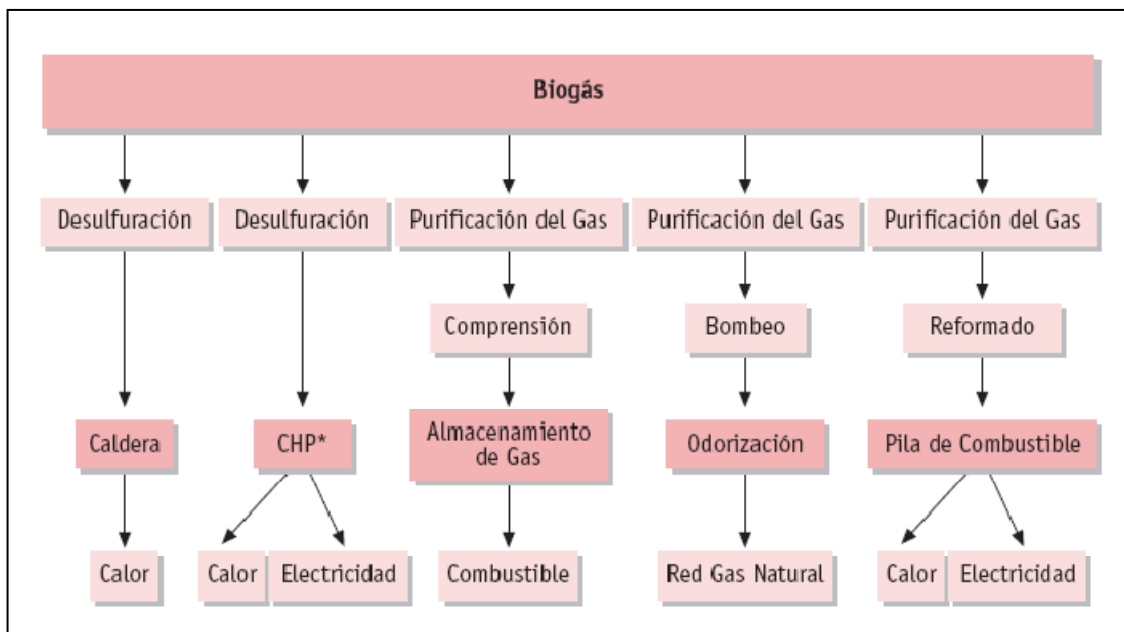 Biogás
Desulfuración
Desulfuración
Purificación del Gas
Purificación del Gas
Purificación del Gas
Comprensión
Bombeo
Reformado
Caldera
CHP*
Almacenamiento
de Gas
Odorización
Pila de Combustible
Calor
Calor
Electricidad
Combustible
Red Gas Natural
Calor
Electricidad